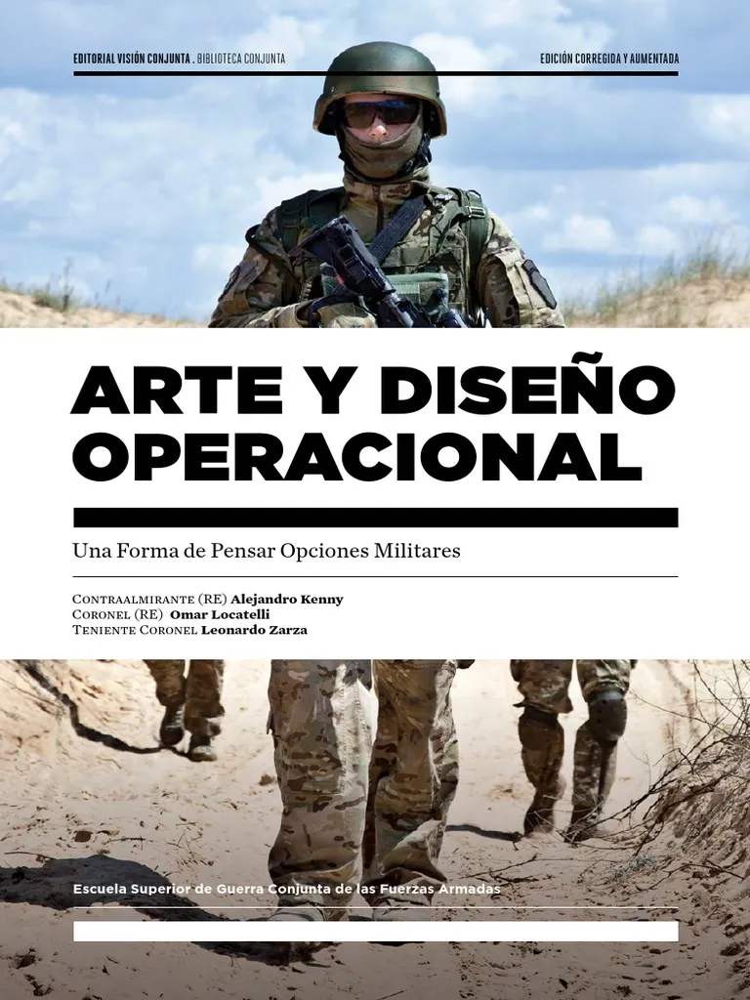 EDITORIAL VISIÓN CONJUNTA . BIBLIOTECA CONJUNTA
EDICIÓN CORREGIDA Y AUMENTADA
ARTE Y DISEÑO
OPERACIONAL
Una Forma de Pensar Opciones Militares
CONTRAALMIRANTE (RE) Alejandro Kenny
CORONEL (RE) Omar Locatelli
TENIENTE CORONEL Leonardo Zarza
Escuela Superior de Guerra Conjunta de las Fuerzas Armadas